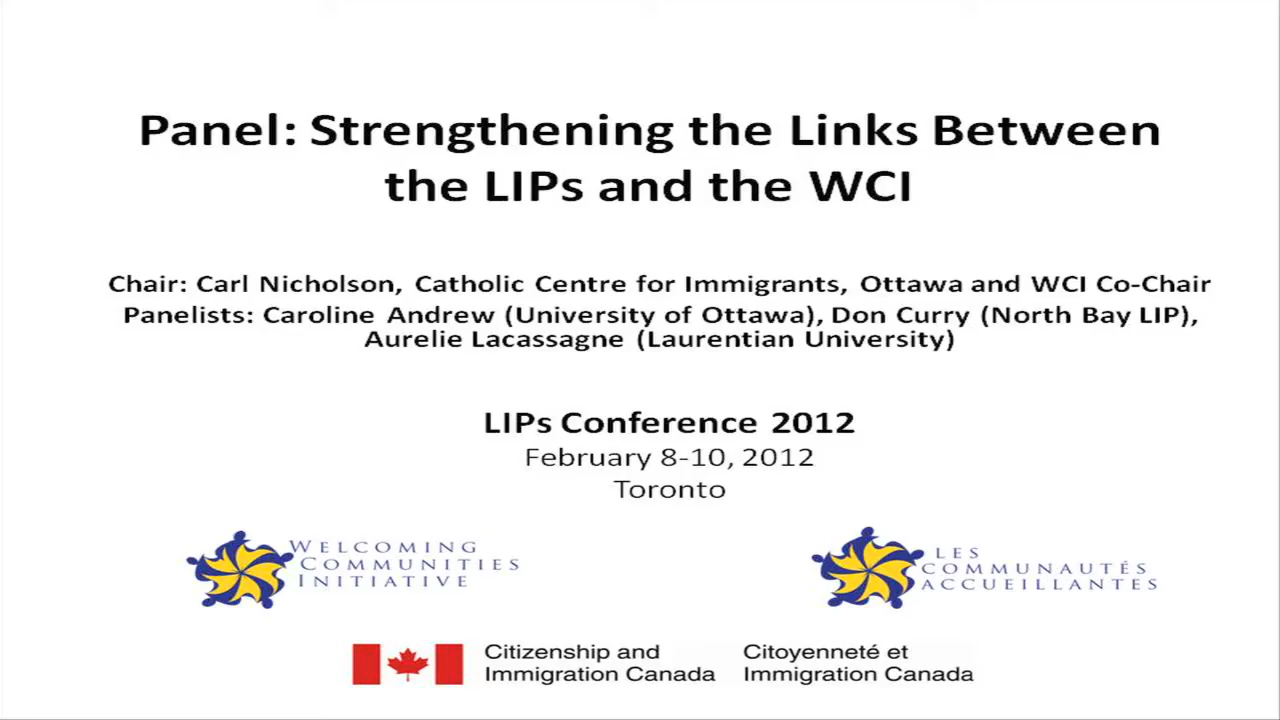 Panel: Strengthening the Links Between
the LIPs and the WCI
Chair: Carl Nicholson, Catholic Centre for Immigrants, Ottawa and WCI Co-Chair
Panelists: Caroline Andrew (University of Ottawa), Don Curry (North Bay LIP),
Aurelie Lacassagne (Laurentian University)
LIPs Conference 2012
February 8-10, 2012
Toronto
WELCOMING
COMMUNITIES
INITIATIVE
LES
COMMUNAUTÉS
ACCUEILLANTES
Citizenship and
Immigration Canada
Citoyenneté et
Immigration Canada